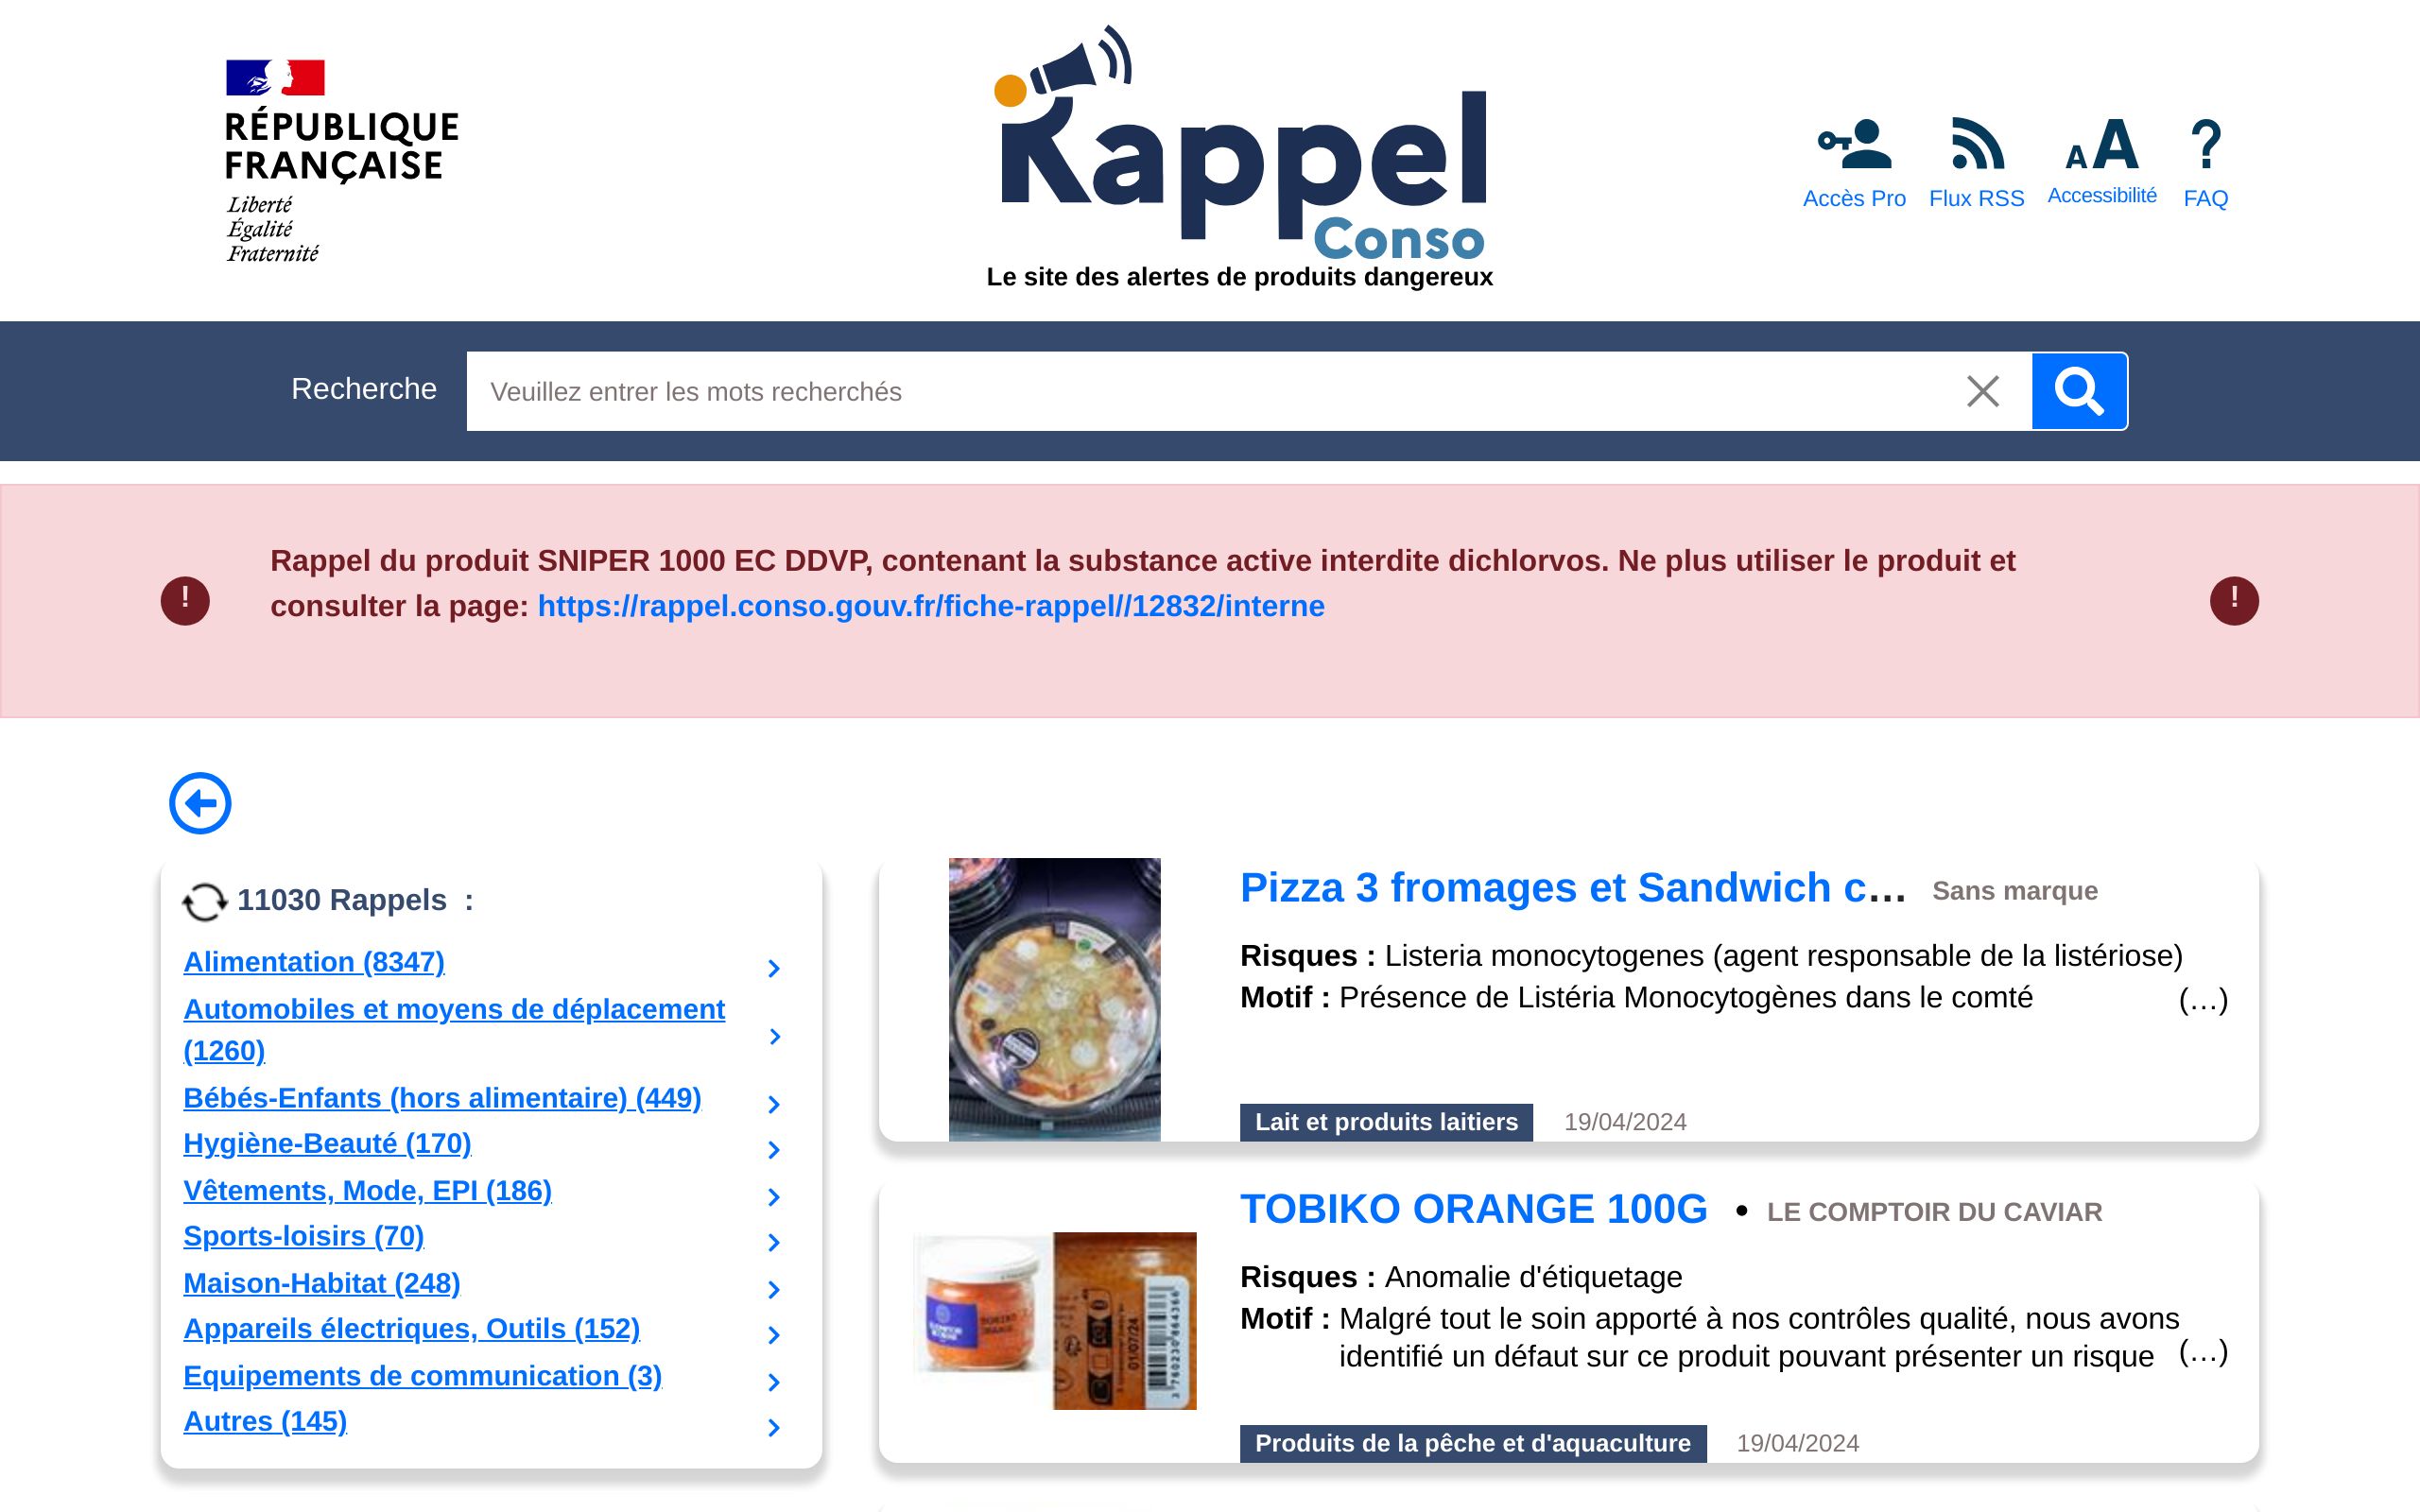 RÉPUBLIQUE
FRANÇAISE
Liberté
Égalité
Fraternité
Rappel
Conso
Le site des alertes de produits dangereux
Accès Pro
Flux RSS
AA
Accessibilité
?
FAQ
Recherche
Veuillez entrer les mots recherchés
!
Rappel du produit SNIPER 1000 EC DDVP, contenant la substance active interdite dichlorvos. Ne plus utiliser le produit et
consulter la page: https://rappel.conso.gouv.fr/fiche-rappel//12832/interne
!
11030 Rappels :
Alimentation (8347)
Automobiles et moyens de déplacement
(1260)
Bébés-Enfants (hors alimentaire) (449)
Hygiène-Beauté (170)
Vêtements, Mode, EPI (186)
Sports-loisirs (70)
Maison-Habitat (248)
Appareils électriques, Outils (152)
Equipements de communication (3)
Autres (145)
Pizza 3 fromages et Sandwich c... Sans marque
Risques : Listeria monocytogenes (agent responsable de la listériose)
Motif : Présence de Listéria Monocytogènes dans le comté (...)
Lait et produits laitiers 19/04/2024
TOBIKO ORANGE 100G • LE COMPTOIR DU CAVIAR
Risques : Anomalie d'étiquetage
Motif : Malgré tout le soin apporté à nos contrôles qualité, nous avons
identifié un défaut sur ce produit pouvant présenter un risque (...)
Produits de la pêche et d'aquaculture 19/04/2024
TOBIKO
01/07/24